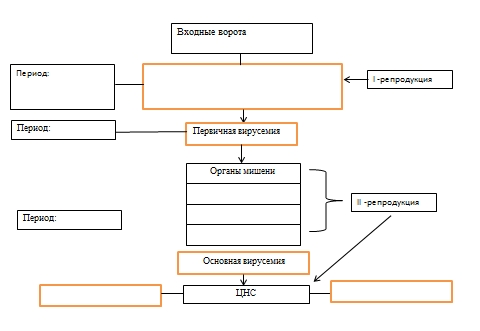 Входные ворота
Период:
I -репродукция
Период:
Первичная вирусемия
Органы мишени
II -репродукция
Период:
Основная вирусемия
ЦНС